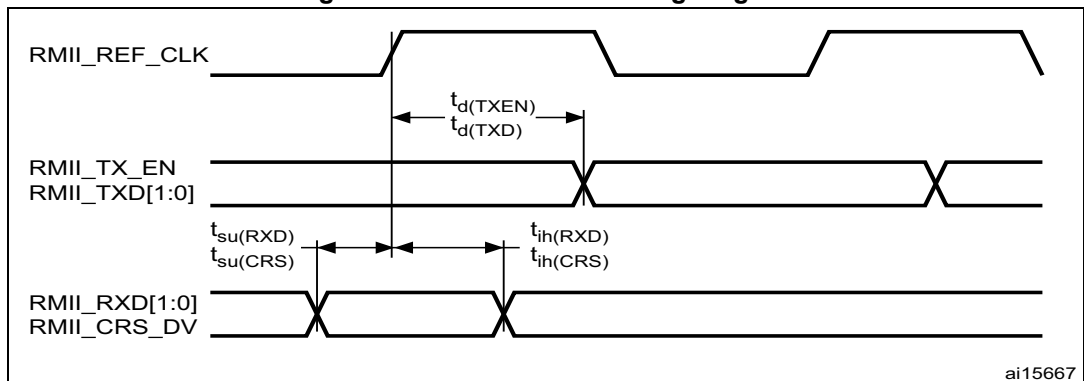 RMII_REF_CLK
td(TXEN)
td(TXD)
RMII_TX_EN
RMII_TXD[1:0]
tsu(RXD)
tsu(CRS)
tih(RXD)
tih(CRS)
RMII_RXD[1:0]
RMII_CRS_DV
ai15667